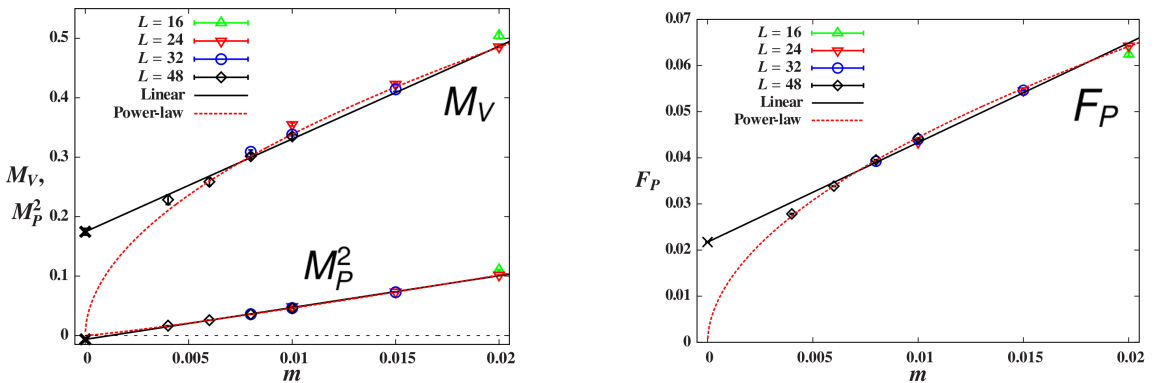 L = 16
L = 24
L = 32
L = 48
Linear
Power-law
M_V
M_P^2
M_V,
M_P^2
0.5
0.4
0.3
0.2
0.1
0
0 0.005 0.01 0.015 0.02
m
L = 16
L = 24
L = 32
L = 48
Linear
Power-law
F_P
F_P
0.07
0.06
0.05
0.04
0.03
0.02
0.01
0
0 0.005 0.01 0.015 0.02
m